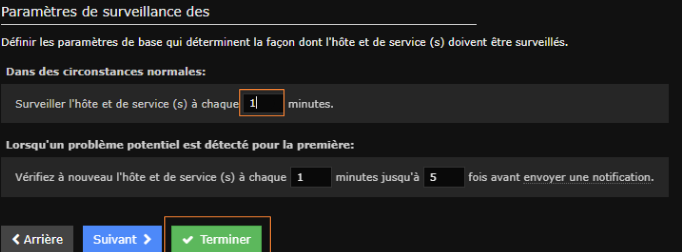 Paramètres de surveillance des
Définir les paramètres de base qui déterminent la façon dont l'hôte et de service (s) doivent être surveillés.
Dans des circonstances normales:
Surveiller l'hôte et de service (s) à chaque 1 minutes.
Lorsqu'un problème potentiel est détecté pour la première:
Vérifiez à nouveau l'hôte et de service (s) à chaque 1 minutes jusqu'à 5 fois avant envoyer une notification.
Arrière Suivant Terminer